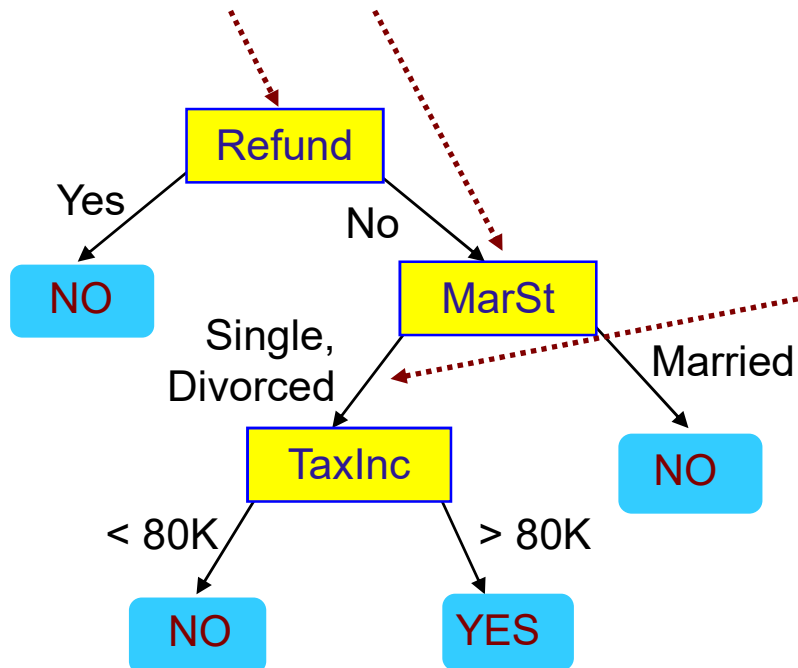 Refund
Yes
No
NO
MarSt
Single,
Divorced
Married
TaxInc
NO
< 80K
> 80K
NO
YES